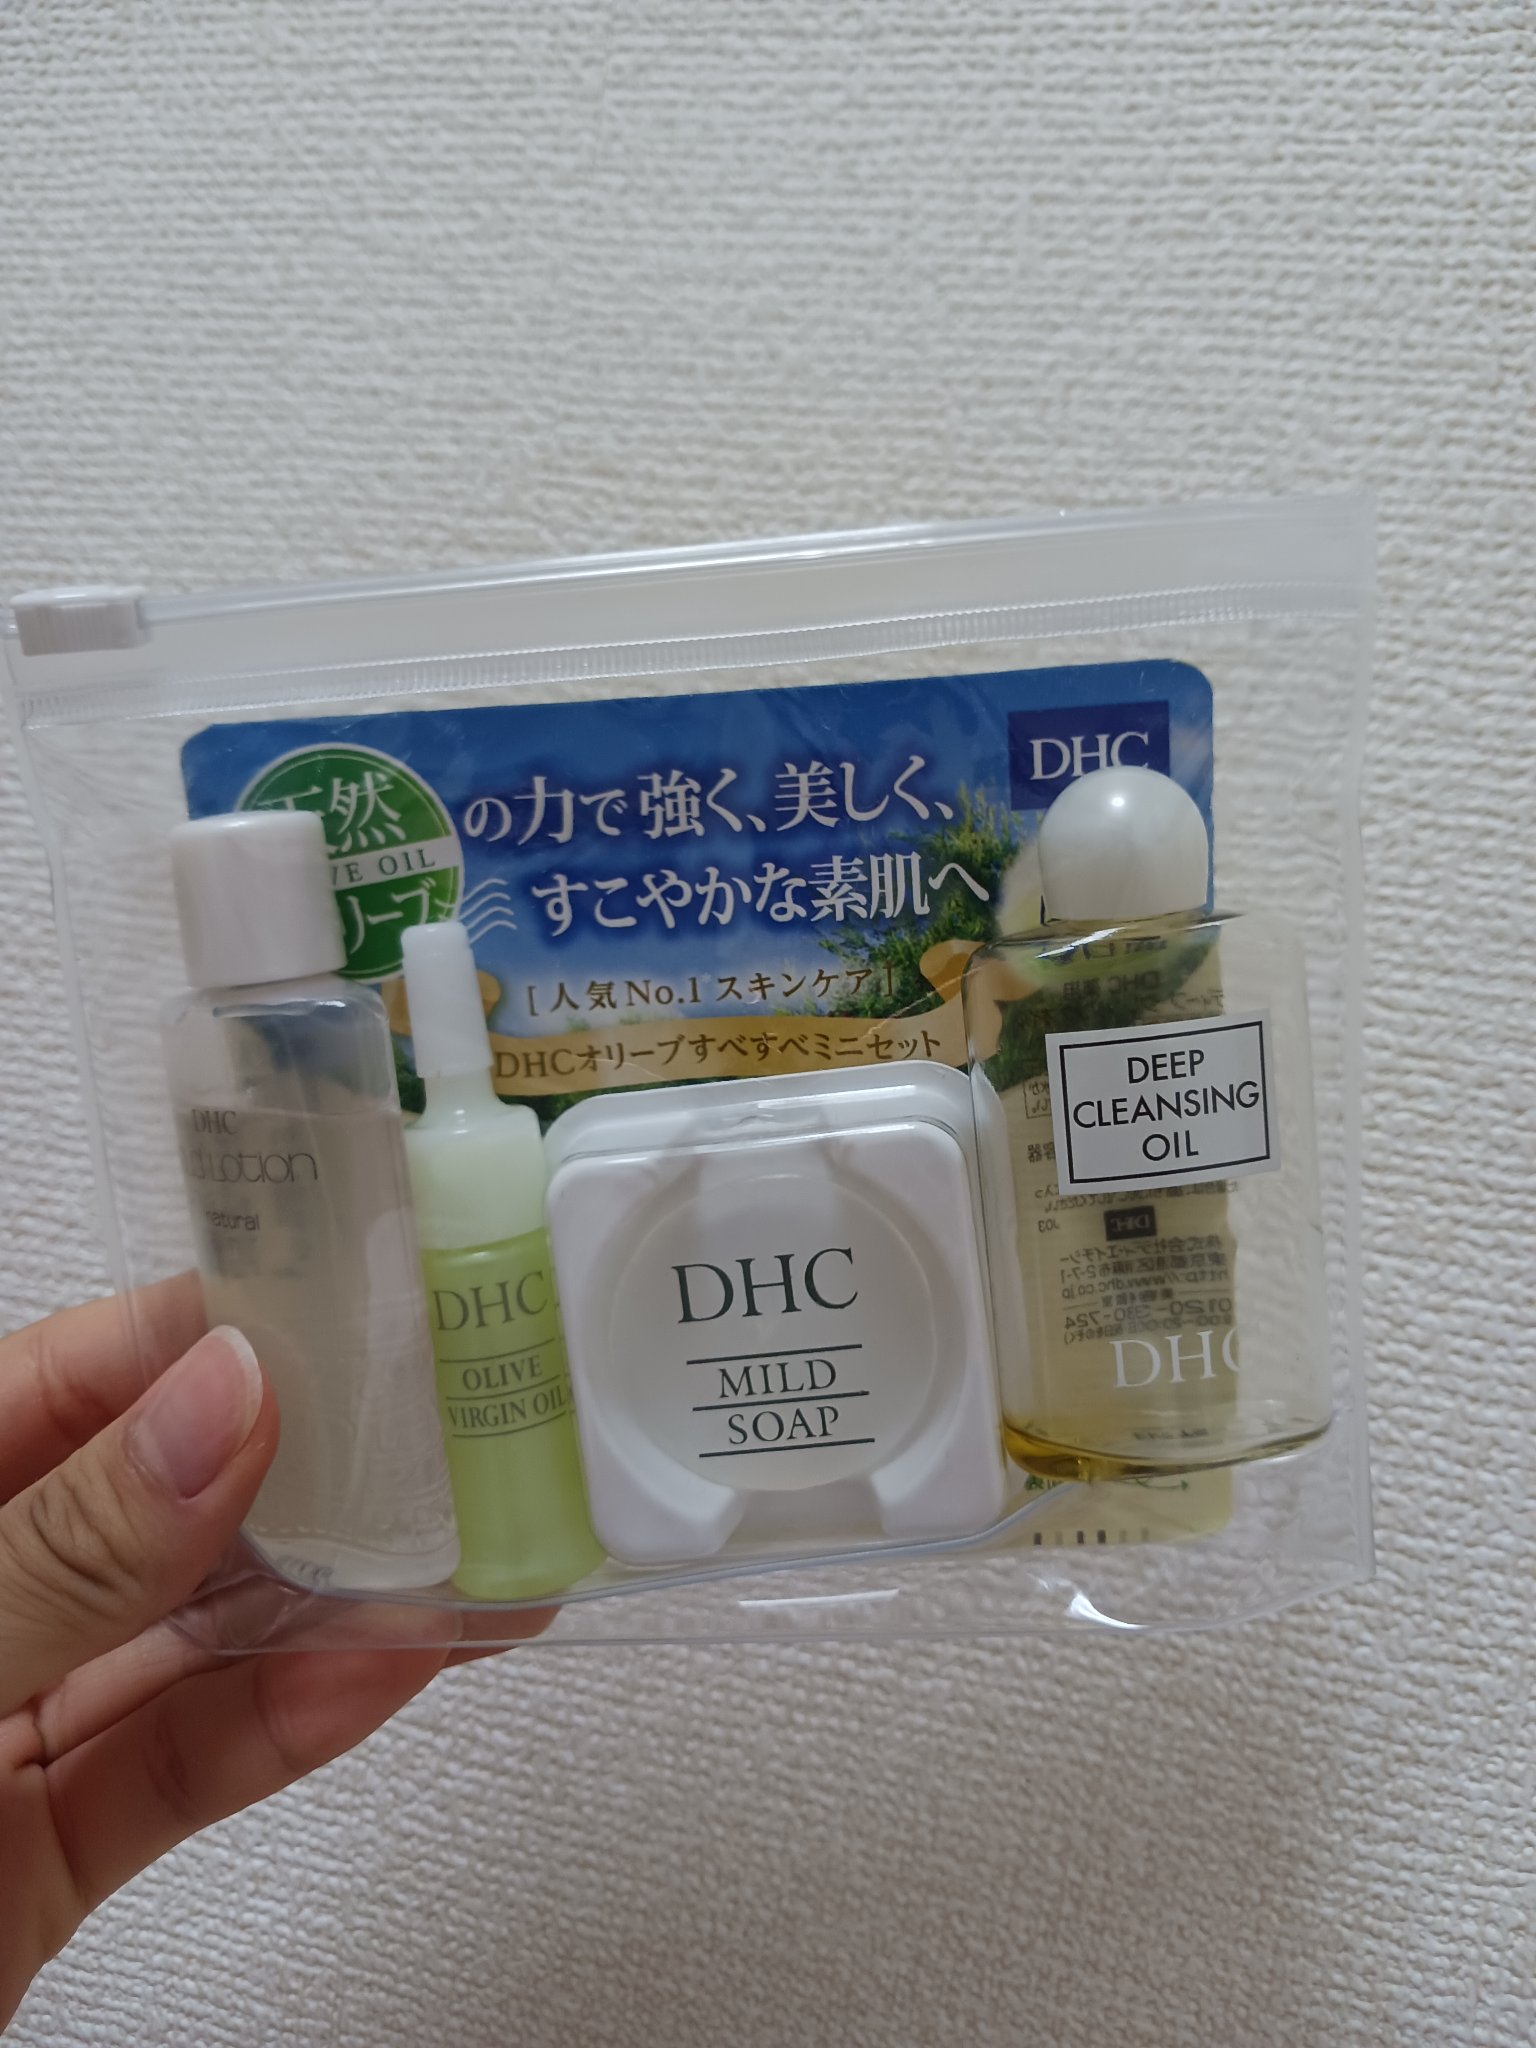 然
VE OIL
リーブ
の力で強く、美しく、
すこやかな素肌へ
[人気No.1 スキンケア]
DHCオリーブすべすべミニセット
DHC
DHC
Lotion
natural
DHC
OLIVE
VIRGIN OIL
DHC
MILD
SOAP
DEEP
CLEANSING
OIL
DHC